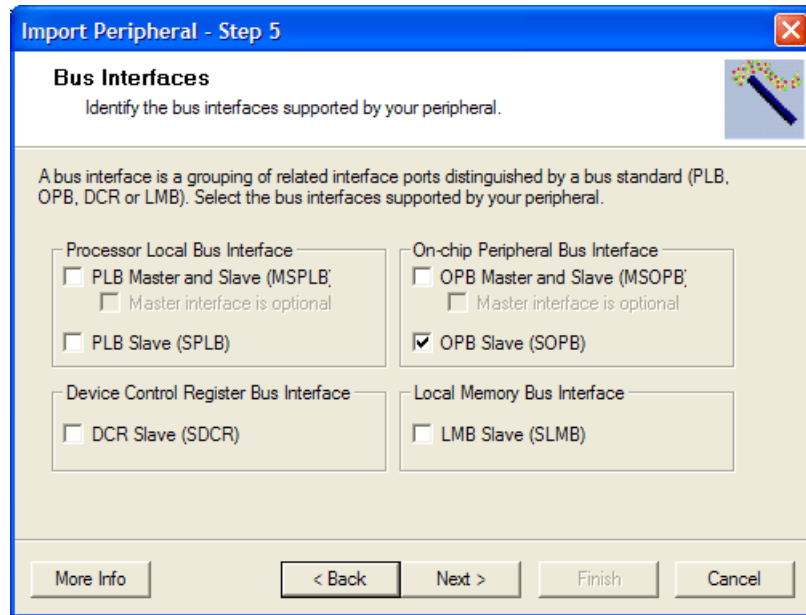 Import Peripheral - Step 5
Bus Interfaces
Identify the bus interfaces supported by your peripheral.
A bus interface is a grouping of related interface ports distinguished by a bus standard (PLB,
OPB, DCR or LMB). Select the bus interfaces supported by your peripheral.
Processor Local Bus Interface
PLB Master and Slave (MSPLB)
Master interface is optional
PLB Slave (SPLB)
On-chip Peripheral Bus Interface
OPB Master and Slave (MSOPB)
Master interface is optional
OPB Slave (SOPB)
Device Control Register Bus Interface
DCR Slave (SDCR)
Local Memory Bus Interface
LMB Slave (SLMB)
More Info
< Back
Next >
Finish
Cancel